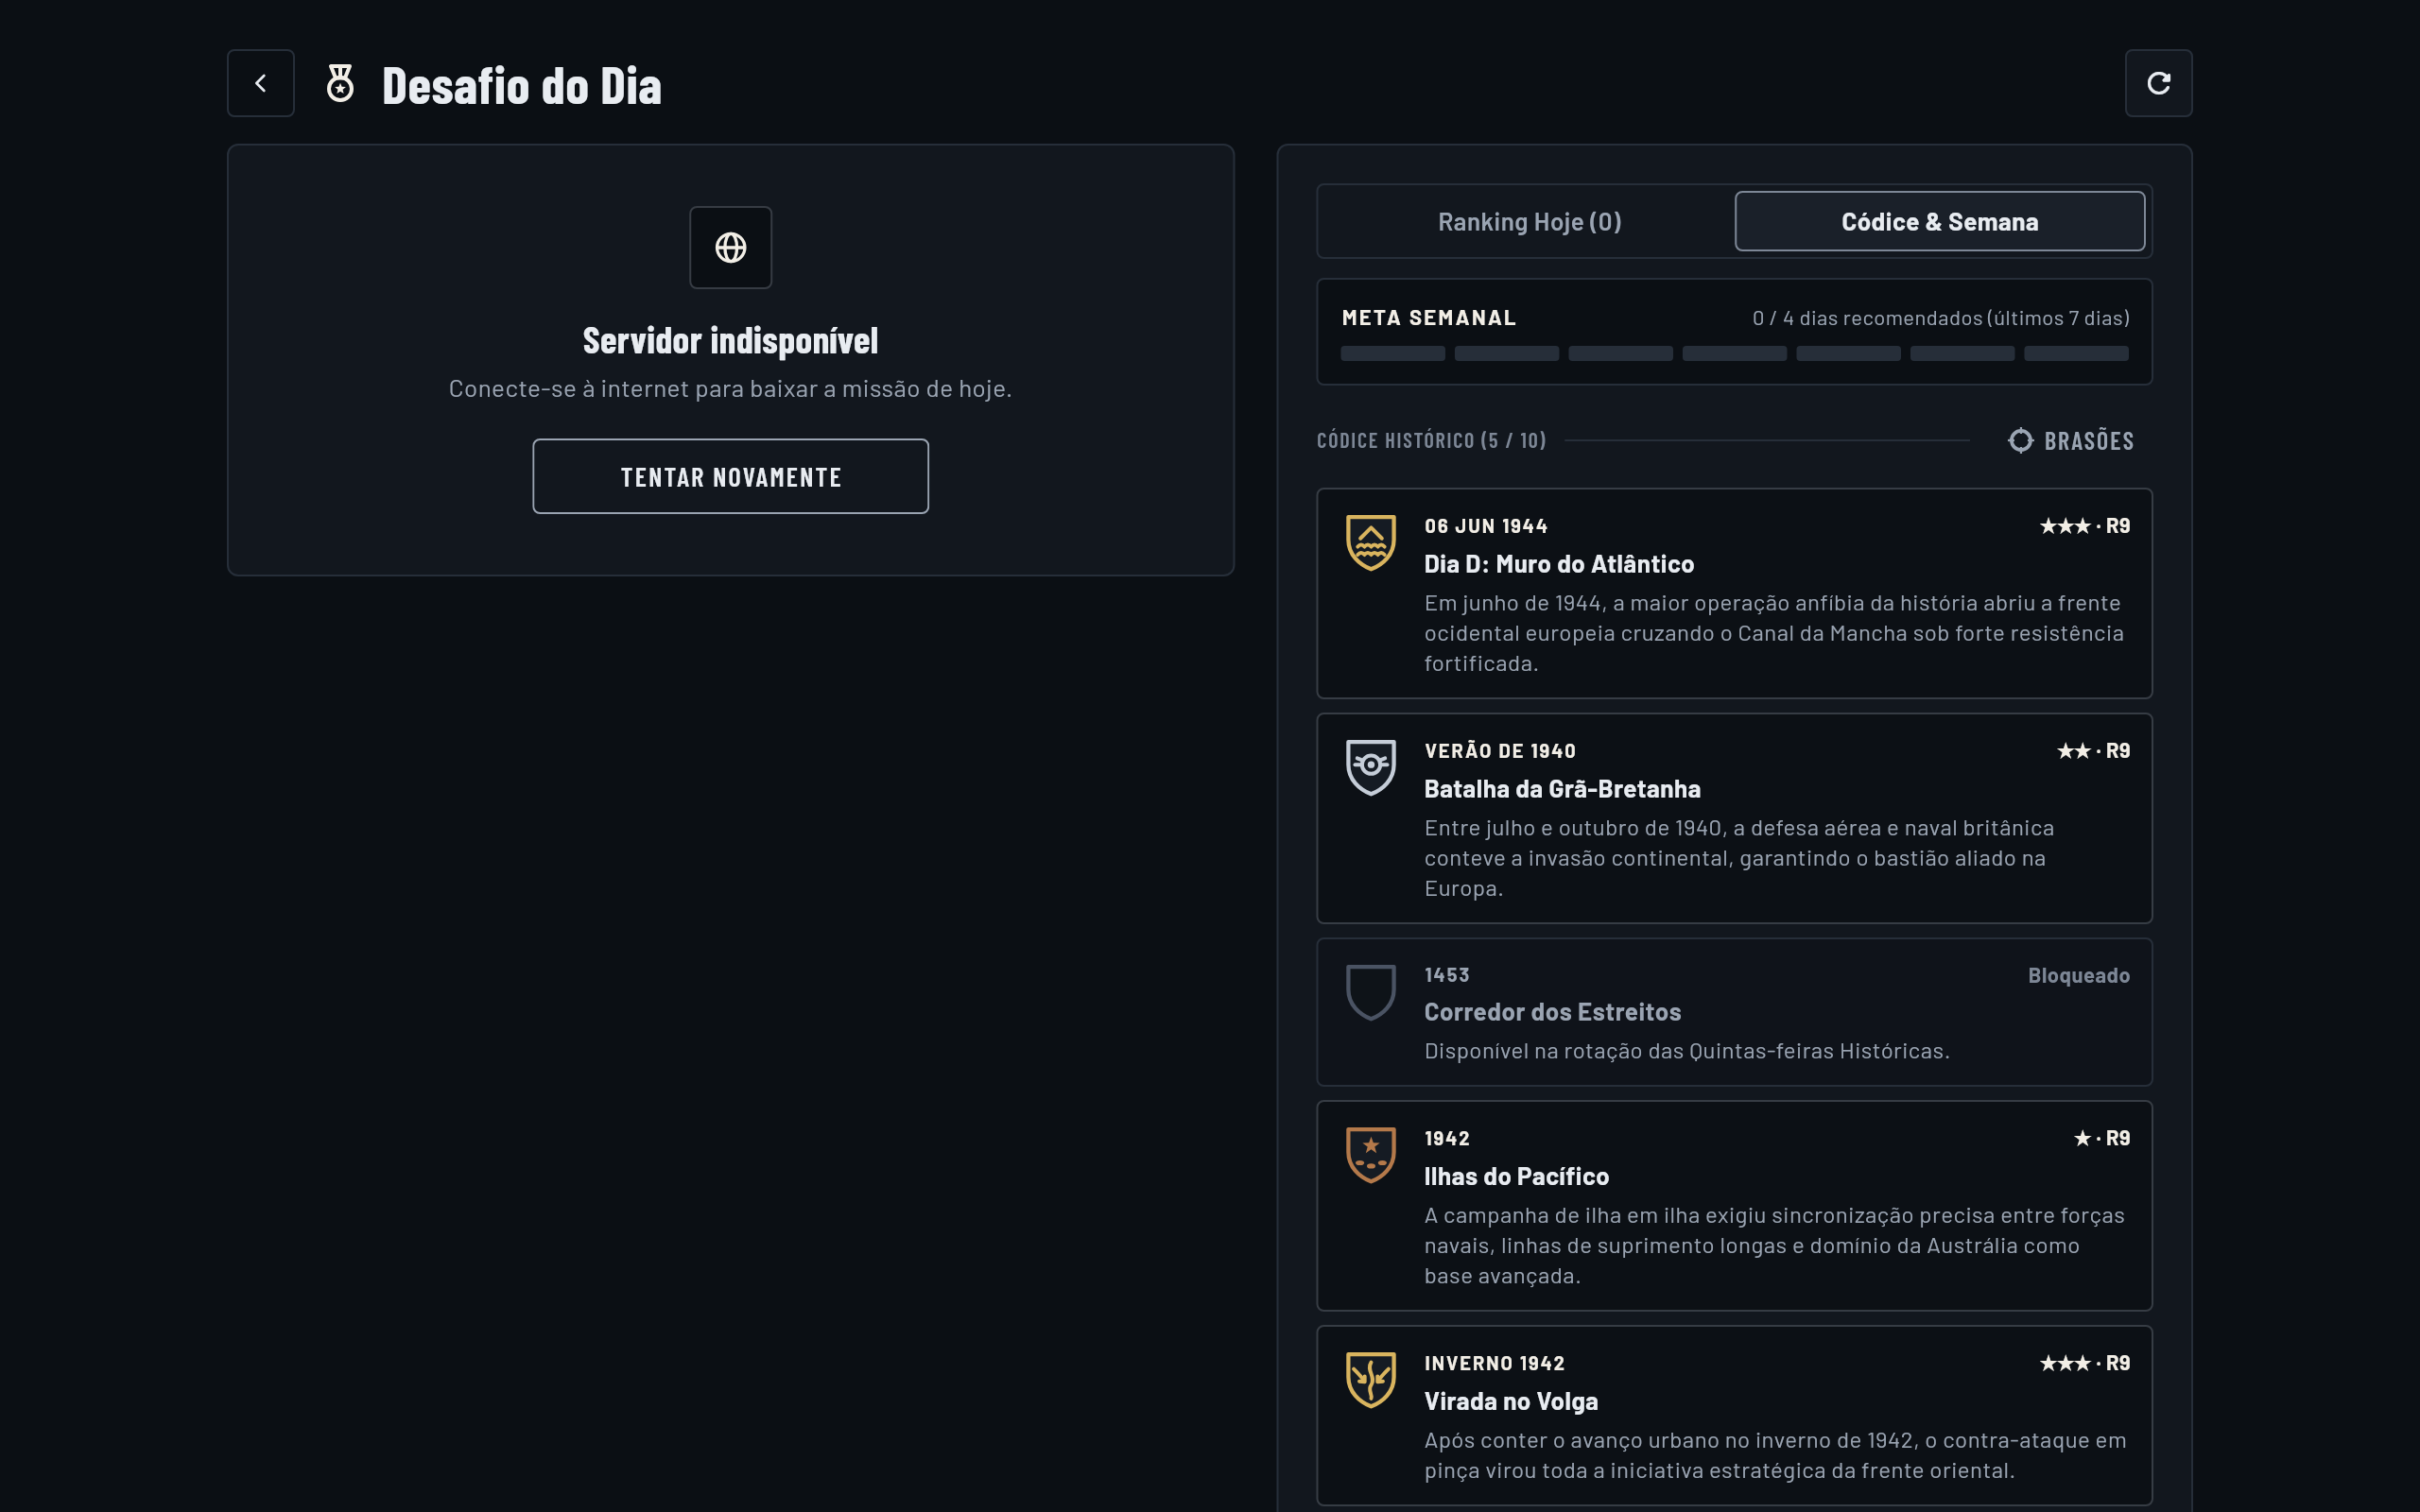 Desafio do Dia
Servidor indisponível
Conecte-se à internet para baixar a missão de hoje.
TENTAR NOVAMENTE
Ranking Hoje (0)
Códice & Semana
META SEMANAL
0 / 4 dias recomendados (últimos 7 dias)
CÓDICE HISTÓRICO (5 / 10)
BRASÕES
06 JUN 1944
★★★ · R9
Dia D: Muro do Atlântico
Em junho de 1944, a maior operação anfíbia da história abriu a frente
ocidental europeia cruzando o Canal da Mancha sob forte resistência
fortificada.
VERÃO DE 1940
★★ · R9
Batalha da Grã-Bretanha
Entre julho e outubro de 1940, a defesa aérea e naval britânica
conteve a invasão continental, garantindo o bastião aliado na
Europa.
1453
Bloqueado
Corredor dos Estreitos
Disponível na rotação das Quintas-feiras Históricas.
1942
★ · R9
Ilhas do Pacífico
A campanha de ilha em ilha exigiu sincronização precisa entre forças
navais, linhas de suprimento longas e domínio da Austrália como
base avançada.
INVERNO 1942
★★★ · R9
Virada no Volga
Após conter o avanço urbano no inverno de 1942, o contra-ataque em
pinça virou toda a iniciativa estratégica da frente oriental.